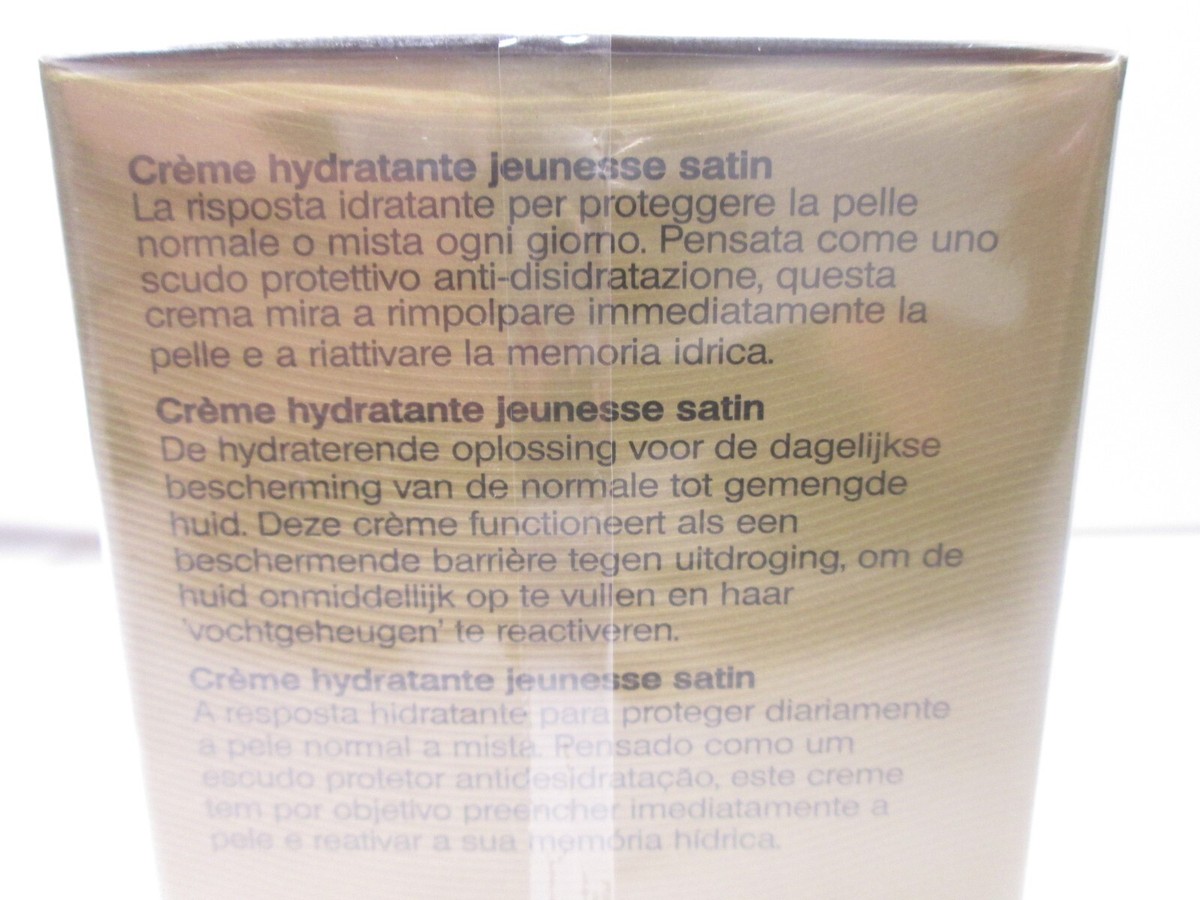 Crème hydratante jeunesse satin
La risposta idratante per proteggere la pelle
normale o mista ogni giorno. Pensata come uno
scudo protettivo anti-disidratazione, questa
crema mira a rimpolpare immediatamente la
pelle e a riattivare la memoria idrica.
Crème hydratante jeunesse satin
De hydraterende oplossing voor de dagelijkse
bescherming van de normale tot gemengde
huid. Deze crème functioneert als een
beschermende barrière tegen uitdroging, om de
huid onmiddellijk op te vullen en haar
'vochtgeheugen' te reactiveren.
Crème hydratante jeunesse satin
A resposta hidratante para proteger diariamente
a pele normal a mista. Pensado como um
escudo protetor antidesidratação, este creme
tem por objetivo preencher imediatamente a
pele e reativar a sua memória hídrica.